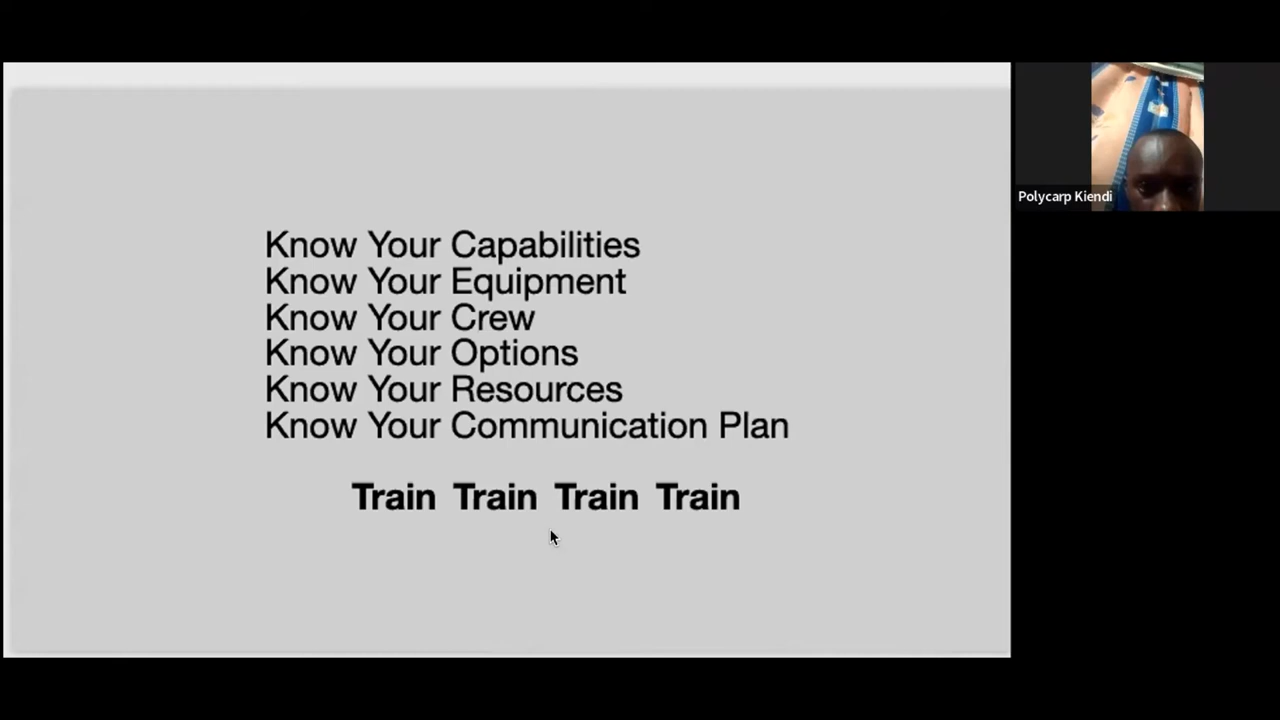 Know Your Capabilities
Know Your Equipment
Know Your Crew
Know Your Options
Know Your Resources
Know Your Communication Plan
Train Train Train Train
Polycarp Kiendi